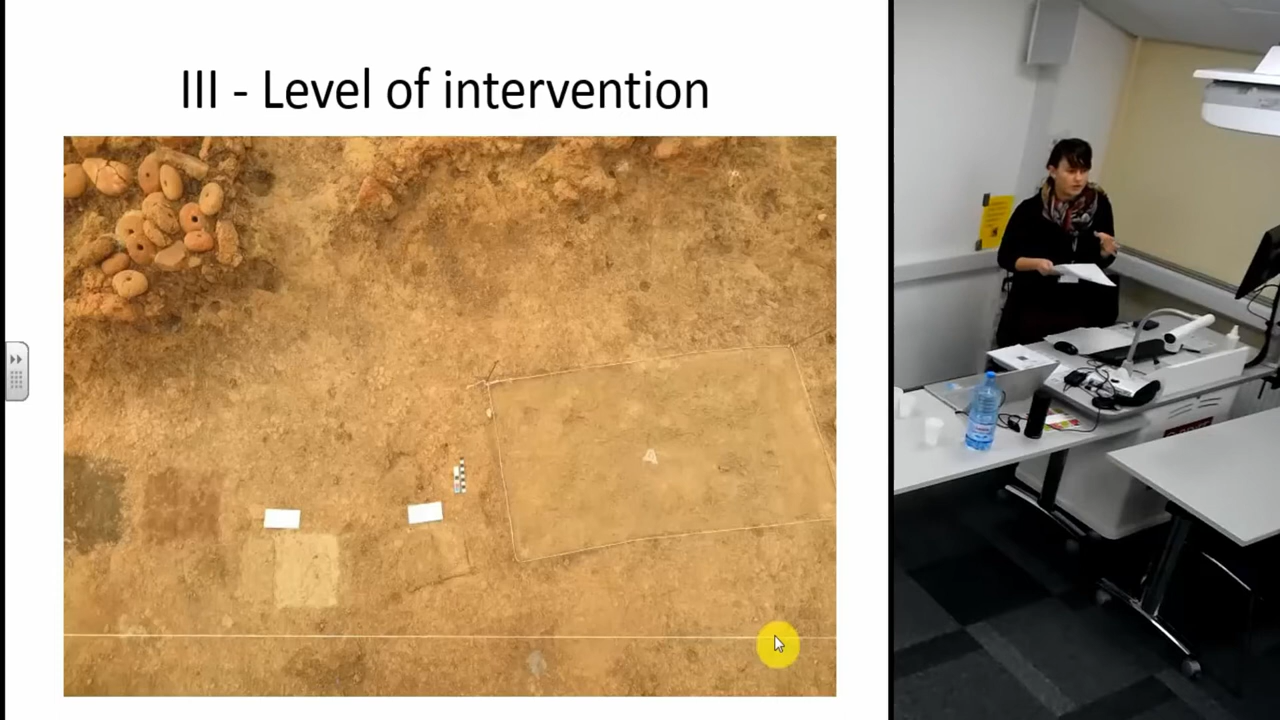 III - Level of intervention
A